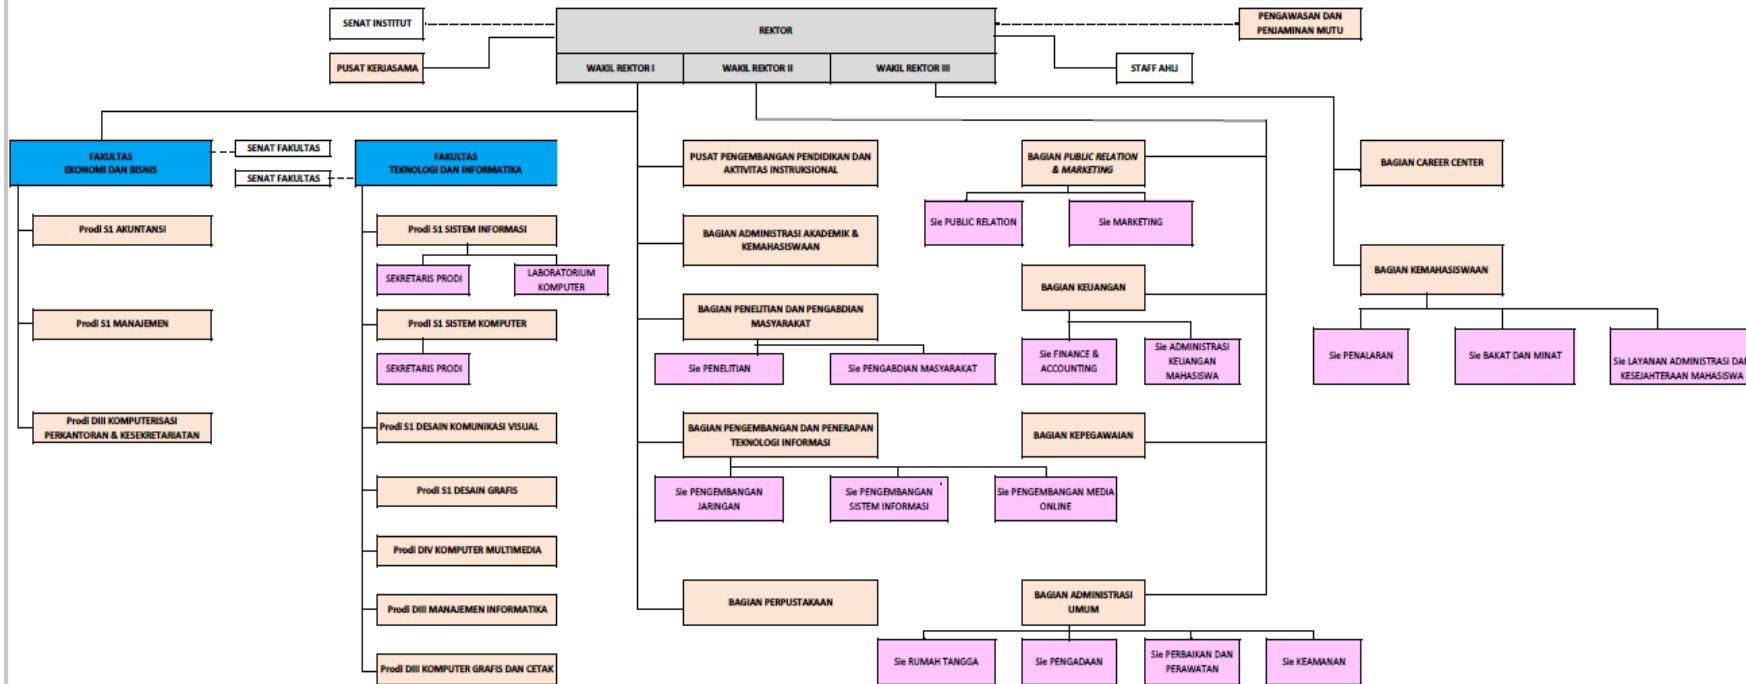 SENAT INSTITUT
REKTOR
PENGAWASAN DAN
PENJAMINAN MUTU
PUSAT KERJASAMA
WAKIL REKTOR I
WAKIL REKTOR II
WAKIL REKTOR III
STAFF AHLI
FAKULTAS
EKONOMI DAN BISNIS
SENAT FAKULTAS
SENAT FAKULTAS
FAKULTAS
TEKNOLOGI DAN INFORMATIKA
Prodi S1 AKUNTANSI
Prodi S1 MANAJEMEN
Prodi DIII KOMPUTERISASI
PERKANTORAN & KESEKRETARIATAN
Prodi S1 SISTEM INFORMASI
SEKRETARIS PRODI
LABORATORIUM
KOMPUTER
Prodi S1 SISTEM KOMPUTER
SEKRETARIS PRODI
Prodi S1 DESAIN KOMUNIKASI VISUAL
Prodi S1 DESAIN GRAFIS
Prodi DIV KOMPUTER MULTIMEDIA
Prodi DIII MANAJEMEN INFORMATIKA
Prodi DIII KOMPUTER GRAFIS DAN CETAK
PUSAT PENGEMBANGAN PENDIDIKAN DAN
AKTIVITAS INSTRUKSIONAL
BAGIAN ADMINISTRASI AKADEMIK &
KEMAHASISWAAN
BAGIAN PENELITIAN DAN PENGABDIAN
MASYARAKAT
Sie PENELITIAN
Sie PENGABDIAN MASYARAKAT
BAGIAN PENGEMBANGAN DAN PENERAPAN
TEKNOLOGI INFORMASI
Sie PENGEMBANGAN
JARINGAN
Sie PENGEMBANGAN
SISTEM INFORMASI
Sie PENGEMBANGAN MEDIA
ONLINE
BAGIAN PERPUSTAKAAN
BAGIAN PUBLIC RELATION
& MARKETING
Sie PUBLIC RELATION
Sie MARKETING
BAGIAN KEUANGAN
Sie FINANCE &
ACCOUNTING
Sie ADMINISTRASI
KEUANGAN
MAHASISWA
BAGIAN KEPEGAWAIAN
BAGIAN ADMINISTRASI
UMUM
Sie RUMAH TANGGA
Sie PENGADAAN
Sie PERBAIKAN DAN
PERAWATAN
Sie KEAMANAN
BAGIAN CAREER CENTER
BAGIAN KEMAHASISWAAN
Sie PENALARAN
Sie BAKAT DAN MINAT
Sie LAYANAN ADMINISTRASI DAN
KESEJAHTERAAN MAHASISWA